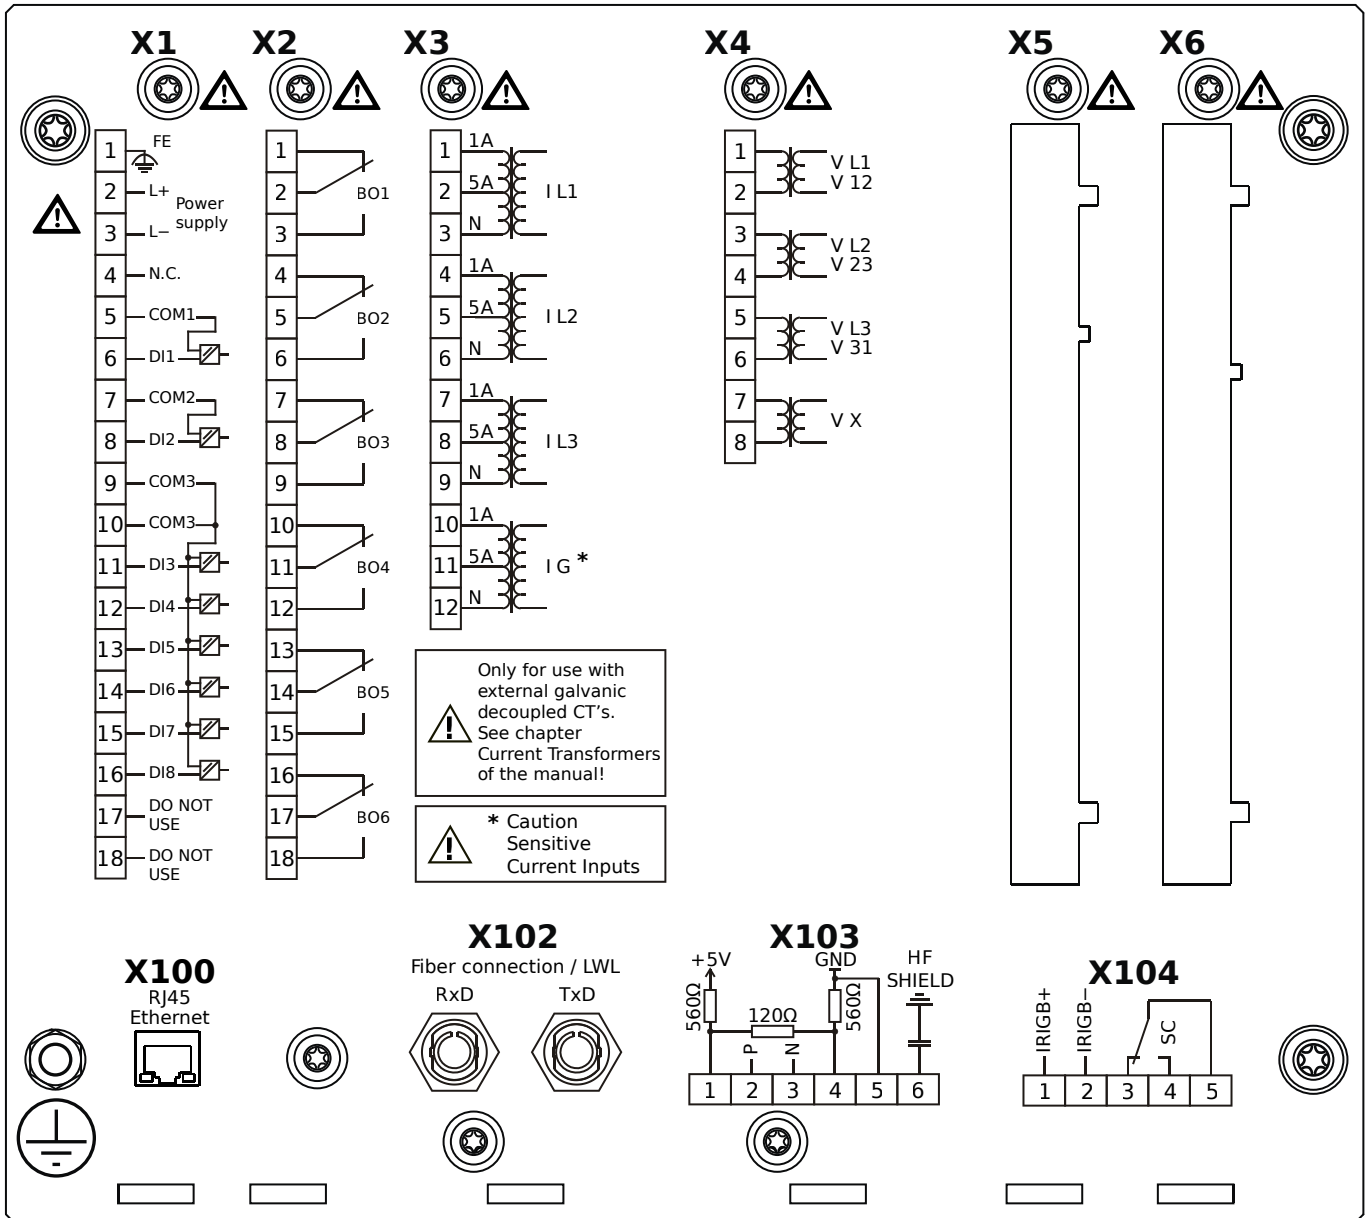 X1
X2
X3
X4
X5
X6
1 FE
2 L+
Power
supply
3 L−
4 N.C.
5 COM1
6 DI1
7 COM2
8 DI2
9 COM3
10 COM3
11 DI3
12 DI4
13 DI5
14 DI6
15 DI7
16 DI8
17 DO NOT
USE
18 DO NOT
USE
1
2 BO1
3
4
5 BO2
6
7
8 BO3
9
10
11 BO4
12
13
14 BO5
15
16
17 BO6
18
1 1A
2 5A I L1
3 N
4 1A
5 5A I L2
6 N
7 1A
8 5A I L3
9 N
10 1A
11 5A I G *
12 N
1 V L1
2 V 12
3 V L2
4 V 23
5 V L3
6 V 31
7 V X
8
! Only for use with
external galvanic
decoupled CT's.
See chapter
Current Transformers
of the manual!
! * Caution
Sensitive
Current Inputs
X100
RJ45
Ethernet
X102
Fiber connection / LWL
RxD TxD
X103
+5V GND HF
SHIELD
560Ω 120Ω 560Ω
P N
1 2 3 4 5 6
X104
IRIGB+ IRIGB− SC
1 2 3 4 5